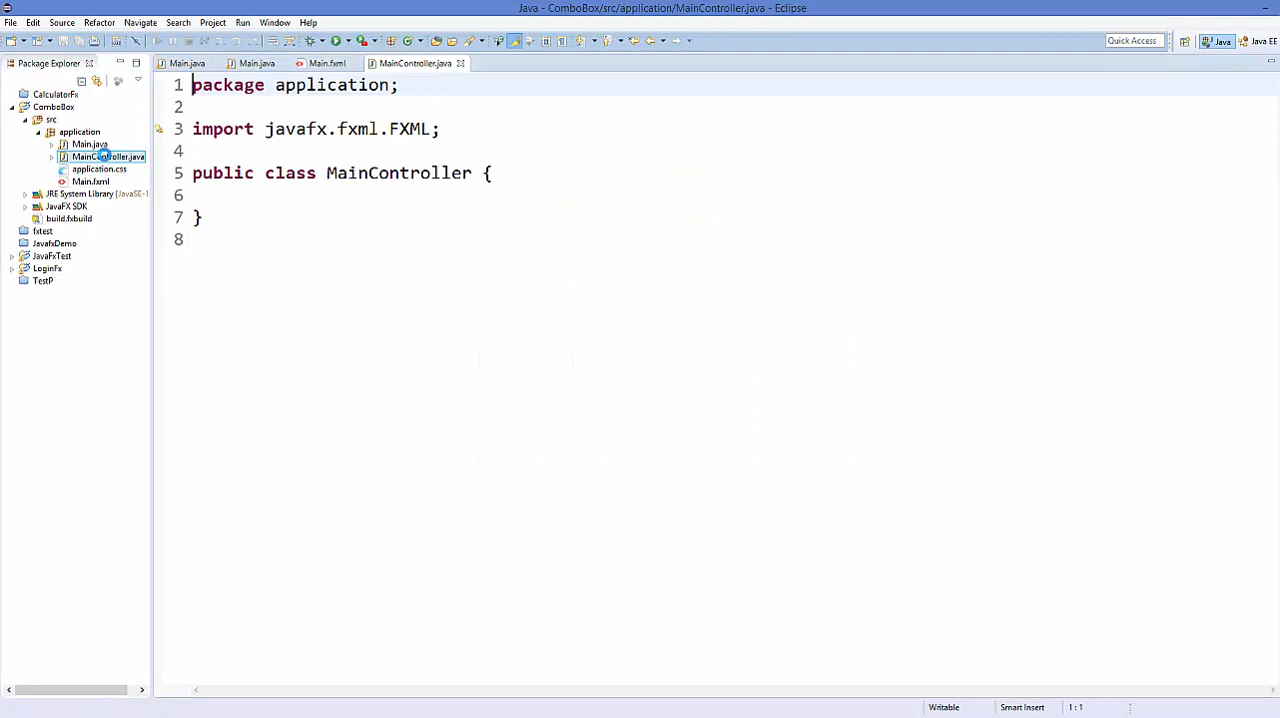 Java - ComboBox/src/application/MainController.java - Eclipse
File Edit Source Refactor Navigate Search Project Run Window Help
Quick Access Java Java EE
Package Explorer
Main.java Main.java Main.fxml MainController.java
CalculatorFx
ComboBox
src
application
Main.java
MainController.java
application.css
Main.fxml
JRE System Library [JavaSE-1
JavaFX SDK
build.fxbuild
fxtest
JavafxDemo
JavaFxTest
LoginFx
TestP
1 package application;
2
3 import javafx.fxml.FXML;
4
5 public class MainController {
6
7 }
8
Writable Smart Insert 1 : 1